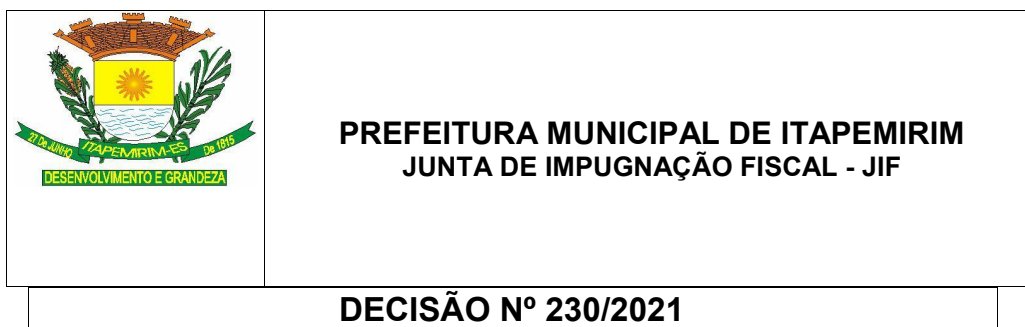 PREFEITURA MUNICIPAL DE ITAPEMIRIM
JUNTA DE IMPUGNAÇÃO FISCAL - JIF
27 De JUNHO ITAPEMIRIM-ES De 1815
DESENVOLVIMENTO E GRANDEZA
DECISÃO Nº 230/2021